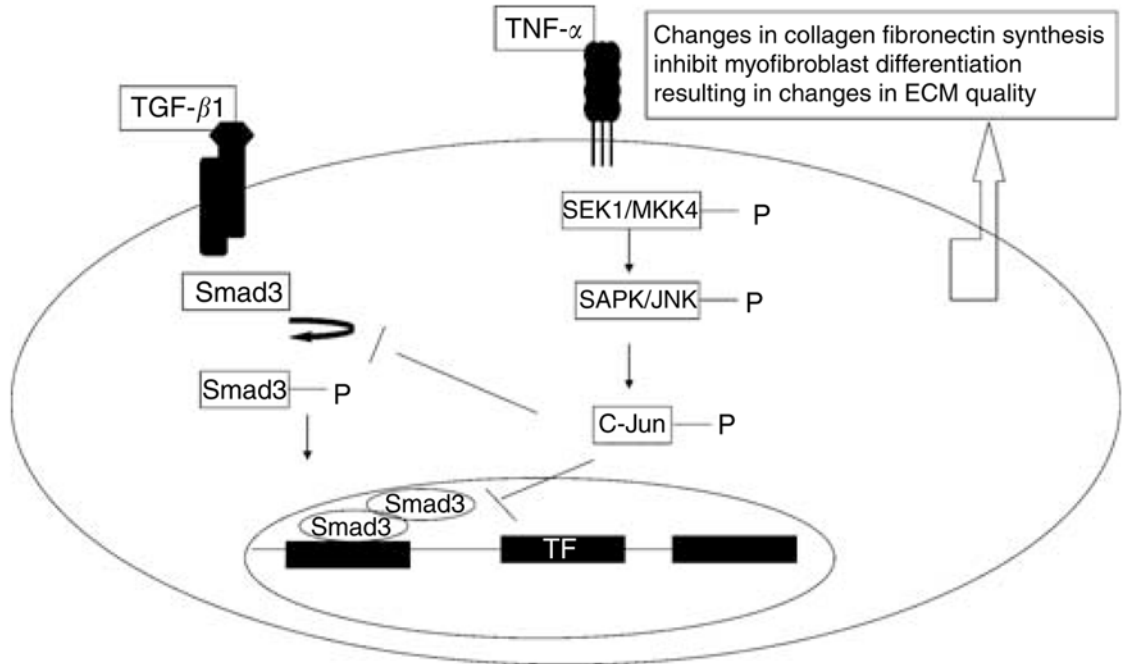 TNF-α
Changes in collagen fibronectin synthesis
inhibit myofibroblast differentiation
resulting in changes in ECM quality
TGF-β1
SEK1/MKK4 P
Smad3
SAPK/JNK P
Smad3 P
C-Jun P
Smad3
Smad3
TF